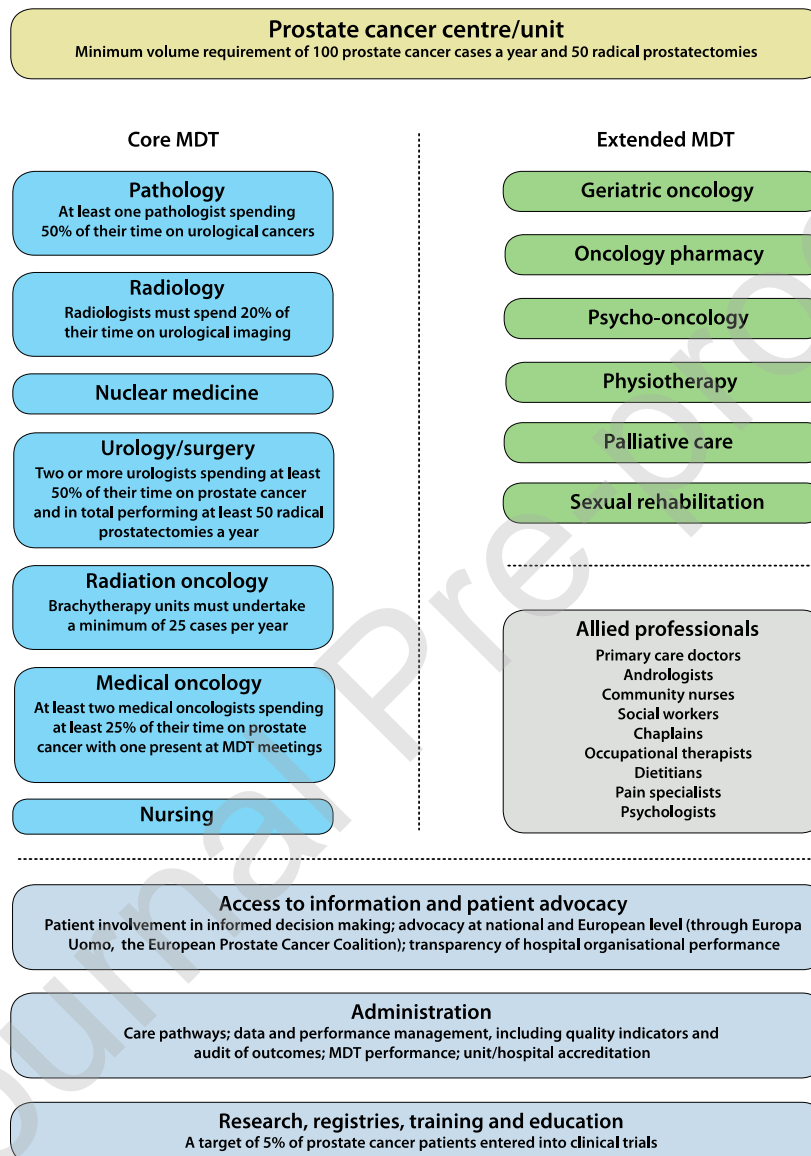 Prostate cancer centre/unit
Minimum volume requirement of 100 prostate cancer cases a year and 50 radical prostatectomies
Core MDT
Pathology
At least one pathologist spending
50% of their time on urological cancers
Radiology
Radiologists must spend 20% of
their time on urological imaging
Nuclear medicine
Urology/surgery
Two or more urologists spending at least
50% of their time on prostate cancer
and in total performing at least 50 radical
prostatectomies a year
Radiation oncology
Brachytherapy units must undertake
a minimum of 25 cases per year
Medical oncology
At least two medical oncologists spending
at least 25% of their time on prostate
cancer with one present at MDT meetings
Nursing
Extended MDT
Geriatric oncology
Oncology pharmacy
Psycho-oncology
Physiotherapy
Palliative care
Sexual rehabilitation
Allied professionals
Primary care doctors
Andrologists
Community nurses
Social workers
Chaplains
Occupational therapists
Dietitians
Pain specialists
Psychologists
Access to information and patient advocacy
Patient involvement in informed decision making; advocacy at national and European level (through Europa
Uomo, the European Prostate Cancer Coalition); transparency of hospital organisational performance
Administration
Care pathways; data and performance management, including quality indicators and
audit of outcomes; MDT performance; unit/hospital accreditation
Research, registries, training and education
A target of 5% of prostate cancer patients entered into clinical trials